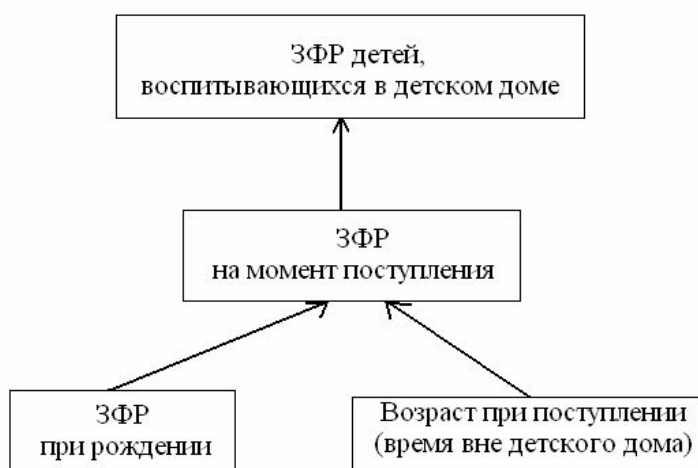 ЗФР детей,
воспитывающихся в детском доме
ЗФР
на момент поступления
ЗФР
при рождении
Возраст при поступлении
(время вне детского дома)